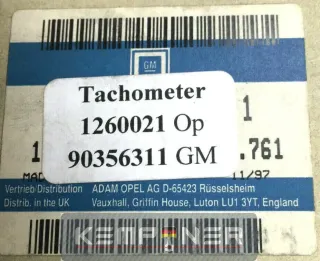 GM
Tachometer
1260021 Op
90356311 GM
1
1
.761
11/97
Vertrieb/Distribution ADAM OPEL AG D-65423 Rüsselsheim
Distrib. in the UK Vauxhall, Griffin House, Luton LU1 3YT, England
KEMPINER